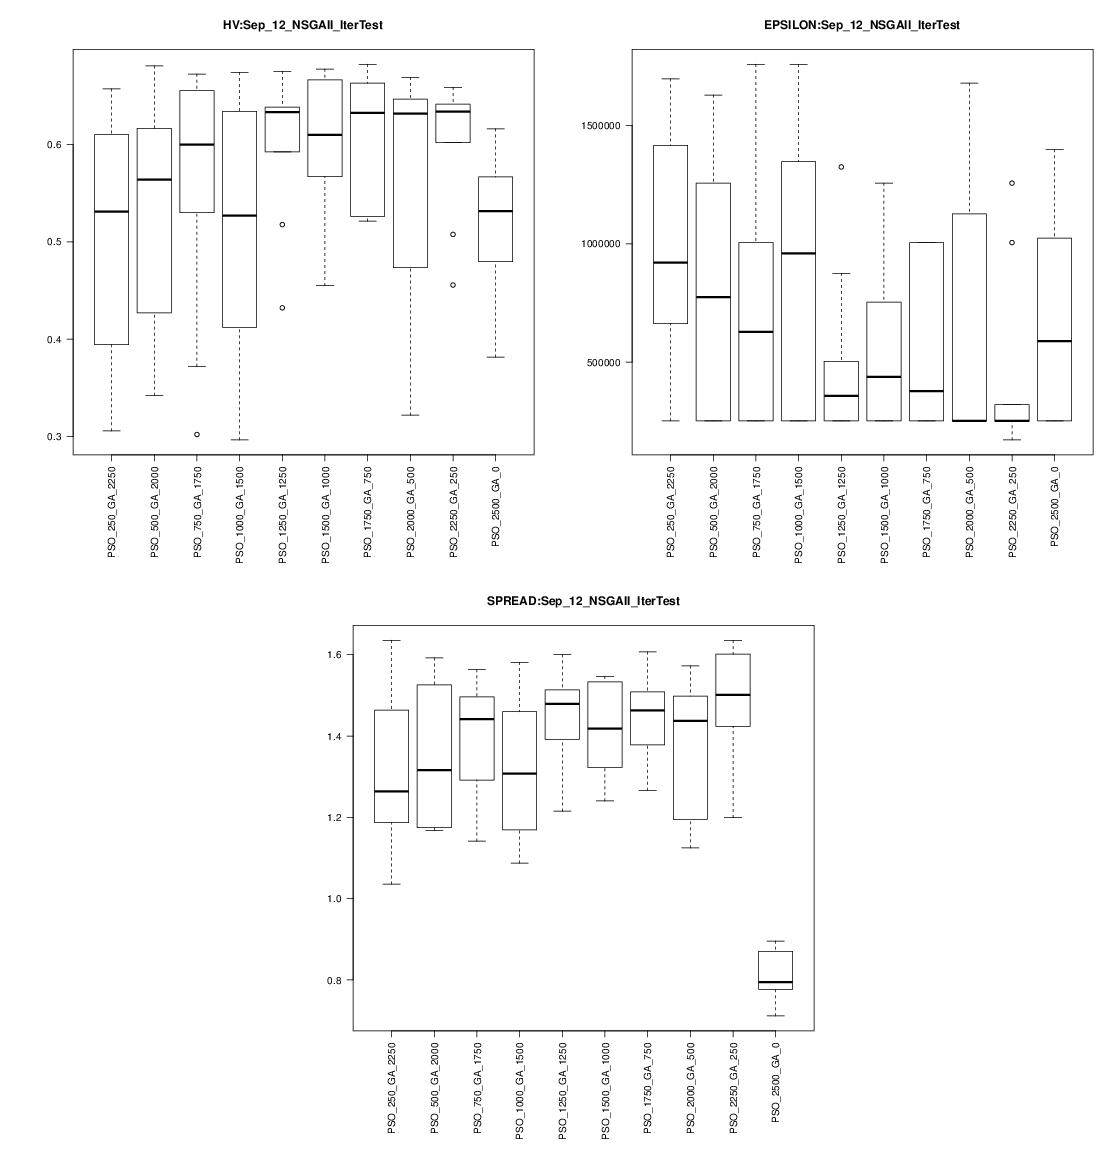 HV:Sep_12_NSGAII_IterTest
0.6
0.5
0.4
0.3
PSO_250_GA_2250
PSO_500_GA_2000
PSO_750_GA_1750
PSO_1000_GA_1500
PSO_1250_GA_1250
PSO_1500_GA_1000
PSO_1750_GA_750
PSO_2000_GA_500
PSO_2250_GA_250
PSO_2500_GA_0
EPSILON:Sep_12_NSGAII_IterTest
1500000
1000000
500000
PSO_250_GA_2250
PSO_500_GA_2000
PSO_750_GA_1750
PSO_1000_GA_1500
PSO_1250_GA_1250
PSO_1500_GA_1000
PSO_1750_GA_750
PSO_2000_GA_500
PSO_2250_GA_250
PSO_2500_GA_0
SPREAD:Sep_12_NSGAII_IterTest
1.6
1.4
1.2
1.0
0.8
PSO_250_GA_2250
PSO_500_GA_2000
PSO_750_GA_1750
PSO_1000_GA_1500
PSO_1250_GA_1250
PSO_1500_GA_1000
PSO_1750_GA_750
PSO_2000_GA_500
PSO_2250_GA_250
PSO_2500_GA_0